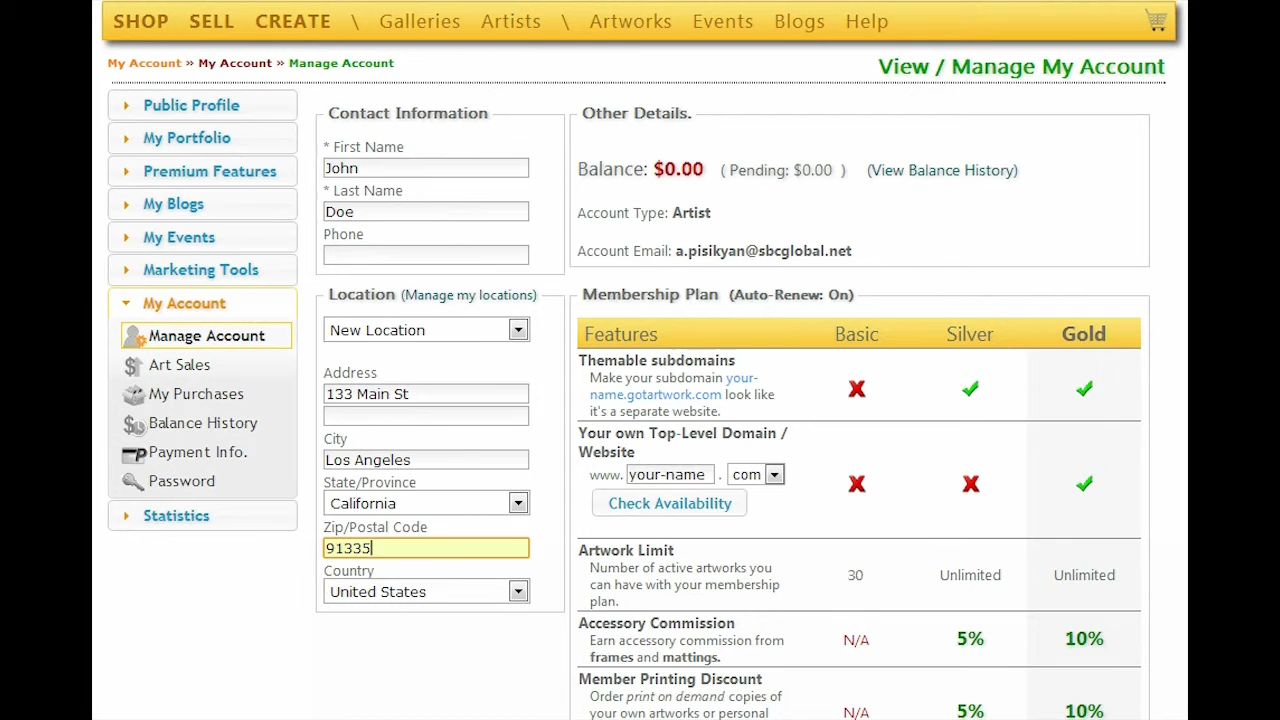 SHOP SELL CREATE \ Galleries Artists \ Artworks Events Blogs Help
My Account » My Account » Manage Account
View / Manage My Account
Public Profile
My Portfolio
Premium Features
My Blogs
My Events
Marketing Tools
My Account
Manage Account
Art Sales
My Purchases
Balance History
Payment Info.
Password
Statistics
Contact Information
* First Name
John
* Last Name
Doe
Phone
Location (Manage my locations)
New Location
Address
133 Main St
City
Los Angeles
State/Province
California
Zip/Postal Code
91335
Country
United States
Other Details.
Balance: $0.00 ( Pending: $0.00 ) (View Balance History)
Account Type: Artist
Account Email: a.pisikyan@sbcglobal.net
Membership Plan (Auto-Renew: On)
Features Basic Silver Gold
Themable subdomains
Make your subdomain your-
name.gotartwork.com look like
it's a separate website.
Your own Top-Level Domain /
Website
www. your-name . com
Check Availability
Artwork Limit
Number of active artworks you
can have with your membership
plan.
30 Unlimited Unlimited
Accessory Commission
Earn accessory commission from
frames and mattings.
N/A 5% 10%
Member Printing Discount
Order print on demand copies of
your own artworks or personal
N/A 5% 10%